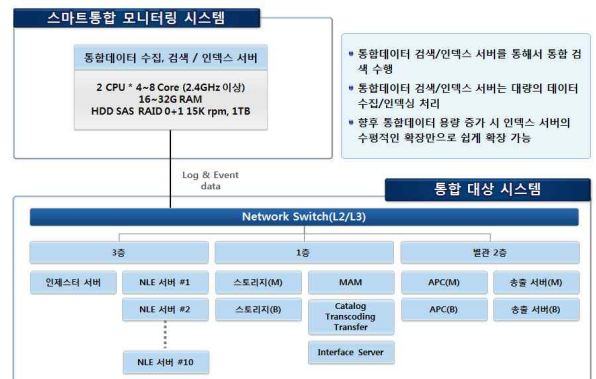 스마트통합 모니터링 시스템
통합데이터 수집, 검색 / 인덱스 서버
2 CPU * 4~8 Core (2.4GHz 이상)
16~32G RAM
HDD SAS RAID 0+1 15K rpm, 1TB
통합데이터 검색/인덱스 서버를 통해서 통합 검
색 수행
통합데이터 검색/인덱스 서버는 대량의 데이터
수집/인덱싱 처리
향후 통합데이터 용량 증가 시 인덱스 서버의
수평적인 확장만으로 쉽게 확장 가능
Log & Event
data
통합 대상 시스템
Network Switch(L2/L3)
3층
1층
별관 2층
인제스터 서버
NLE 서버 #1
스토리지(M)
MAM
APC(M)
송출 서버(M)
NLE 서버 #2
스토리지(B)
Catalog
Transcoding
Transfer
APC(B)
송출 서버(B)
Interface Server
NLE 서버 #10